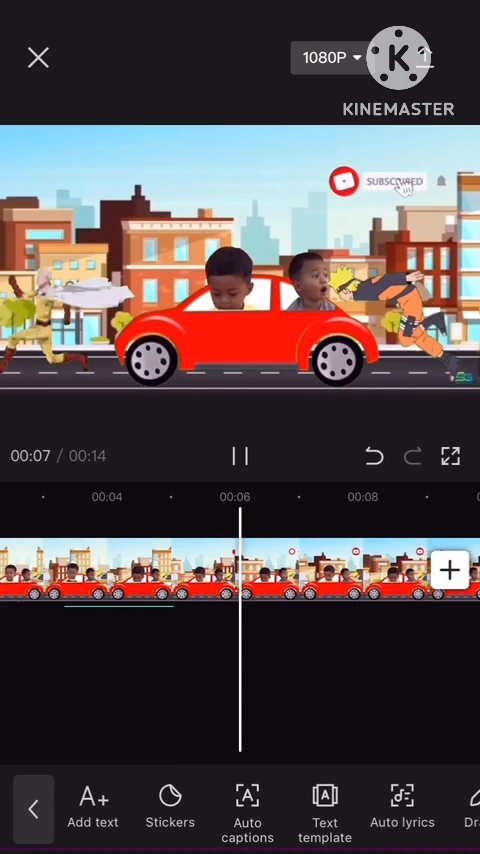 1080P
K
KINEMASTER
SUBSCRIBED
00:07 / 00:14
00:04
00:06
00:08
A+
Add text
Stickers
A
Auto
captions
A
Text
template
Auto lyrics
Dra